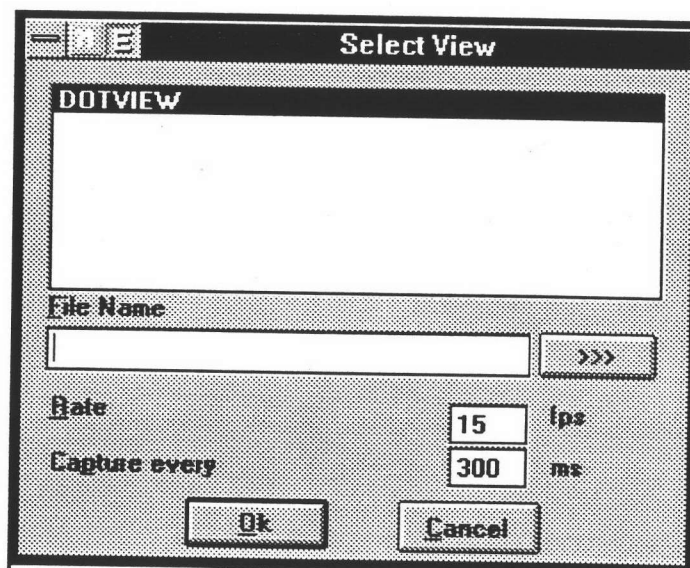 Select View
DOTVIEW
File Name
>>>
Rate 15 fps
Capture every 300 ms
Ok Cancel